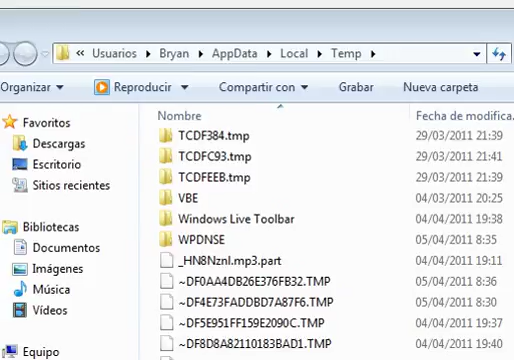 « Usuarios Bryan AppData Local Temp
Organizar Reproducir Compartir con Grabar Nueva carpeta
Nombre Fecha de modifica.
Favoritos
Descargas
Escritorio
Sitios recientes
Bibliotecas
Documentos
Imágenes
Música
Vídeos
Equipo
TCDF384.tmp 29/03/2011 21:39
TCDFC93.tmp 29/03/2011 21:41
TCDFEEB.tmp 29/03/2011 21:39
VBE 04/03/2011 20:25
Windows Live Toolbar 04/04/2011 19:38
WPDNSE 05/04/2011 8:35
_HN8Nznl.mp3.part 04/04/2011 19:11
~DF0AA4DB26E376FB32.TMP 05/04/2011 8:36
~DF4E73FADDBD7A87F6.TMP 05/04/2011 8:30
~DF5E951FF159E2090C.TMP 04/04/2011 19:37
~DF8D8A82110183BAD1.TMP 04/04/2011 19:40